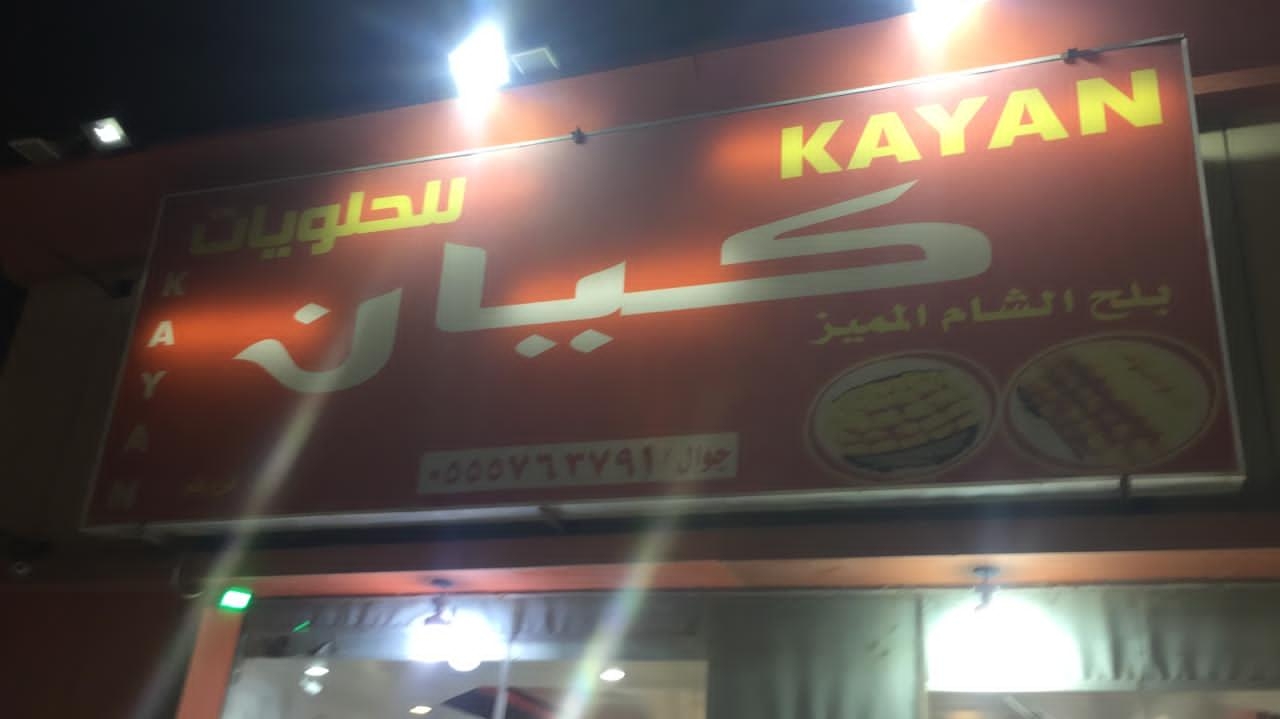 KAYAN
للحلويات
كيان
KAYAN
بلح الشام المميز
جوال/ ٠٥٥٥٧٦٣٧٩١